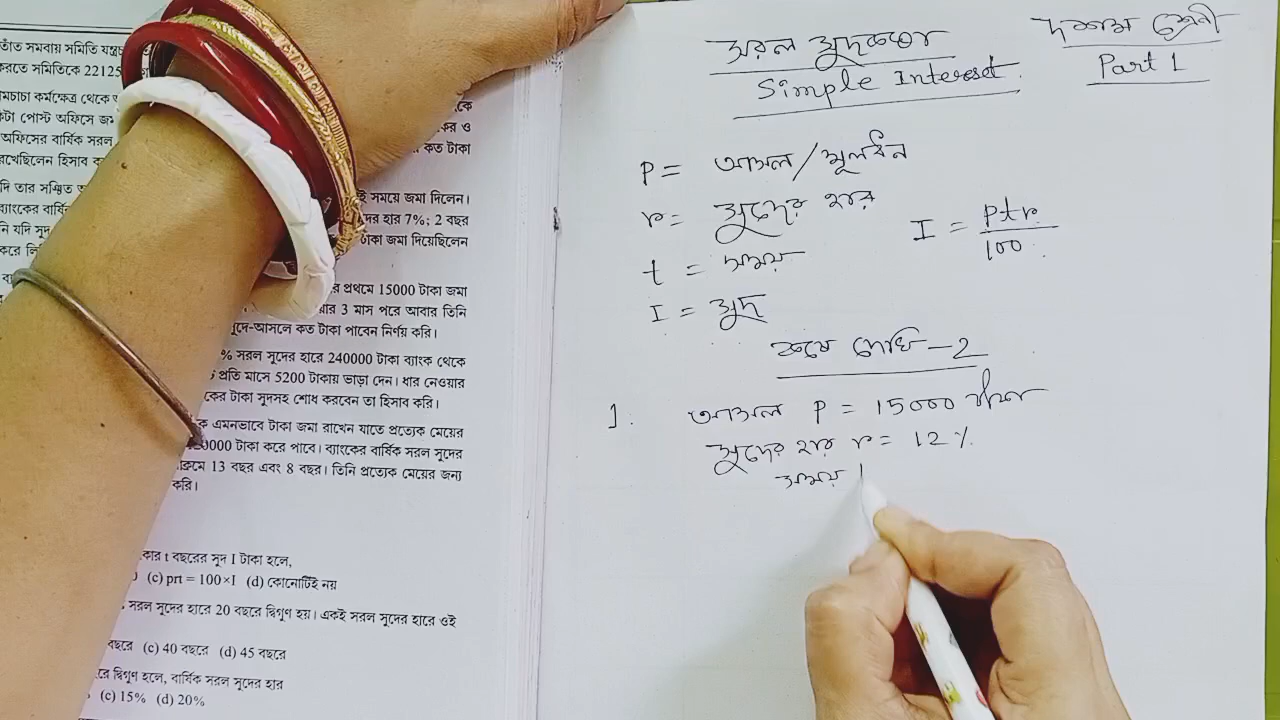 তাঁত সমবায় সমিতি যন্ত্র
করতে সমিতিকে 22125
কর্মক্ষেত্র থেকে
পোস্ট অফিসে
অফিসের বার্ষিক সরল
রেখেছিলেন হিসাব
কত টাকা
তার সঞ্চিত
সময়ে জমা দিলেন।
ব্যাংকের
হার 7%; 2 বছর
নি যদি সুদ
টাকা জমা দিয়েছিলেন
প্রথমে 15000 টাকা জমা
3 মাস পরে আবার তিনি
সুদে-আসলে কত টাকা পাবেন নির্ণয় করি।
% সরল সুদের হারে 240000 টাকা ব্যাংক থেকে
প্রতি মাসে 5200 টাকায় ভাড়া দেন। ধার নেওয়ার
টাকা সুদসহ শোধ করবেন তা হিসাব করি।
এমনভাবে টাকা জমা রাখেন যাতে প্রত্যেক মেয়ের
টাকা করে পাবে। ব্যাংকের বার্ষিক সরল সুদের
13 বছর এবং 8 বছর। তিনি প্রত্যেক মেয়ের জন্য
করি।
t বছরের সুদ I টাকা হলে,
(c) prt = 100×I (d) কোনোটিই নয়
সরল সুদের হারে 20 বছরে দ্বিগুণ হয়। একই সরল সুদের হারে ওই
বছরে (c) 40 বছরে (d) 45 বছরে
দ্বিগুণ হলে, বার্ষিক সরল সুদের হার
(c) 15% (d) 20%
সরল সুদকষা
Simple Interest
দশম শ্রেণী
Part 1
P = আসল/মূলধন
r = সুদের হার
t = সময়
I = সুদ
I = Ptr/100
কষে দেখি-2
1. আসল P = 15000 টাকা
সুদের হার r = 12%
সময়